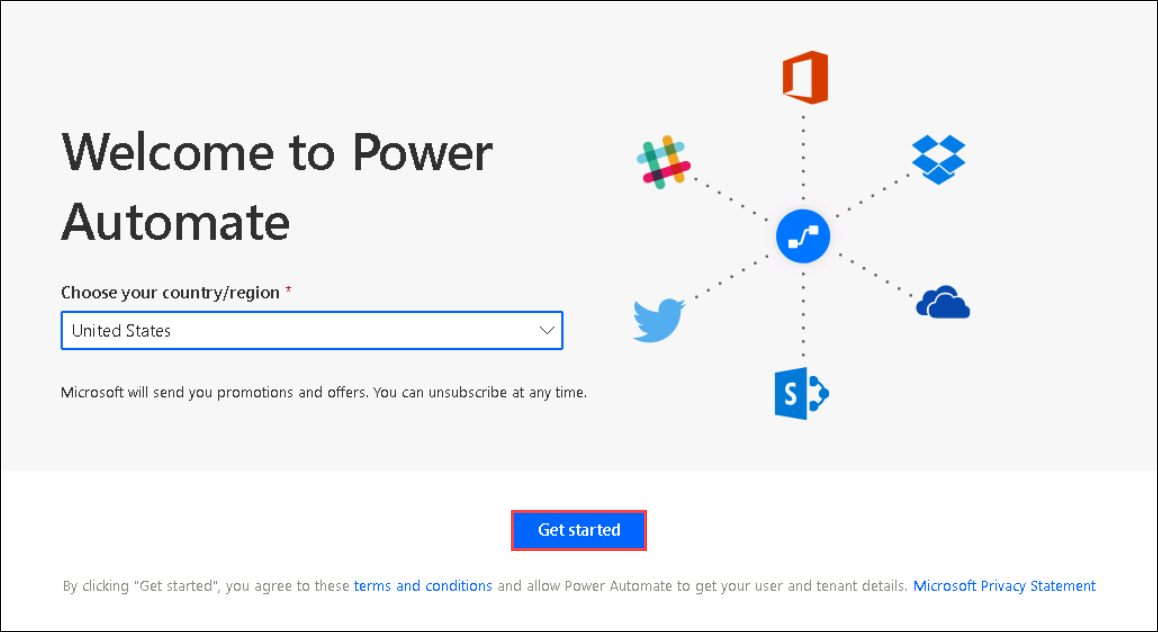 Welcome to Power
Automate
Choose your country/region *
United States
Microsoft will send you promotions and offers. You can unsubscribe at any time.
S
Get started
By clicking "Get started", you agree to these terms and conditions and allow Power Automate to get your user and tenant details. Microsoft Privacy Statement